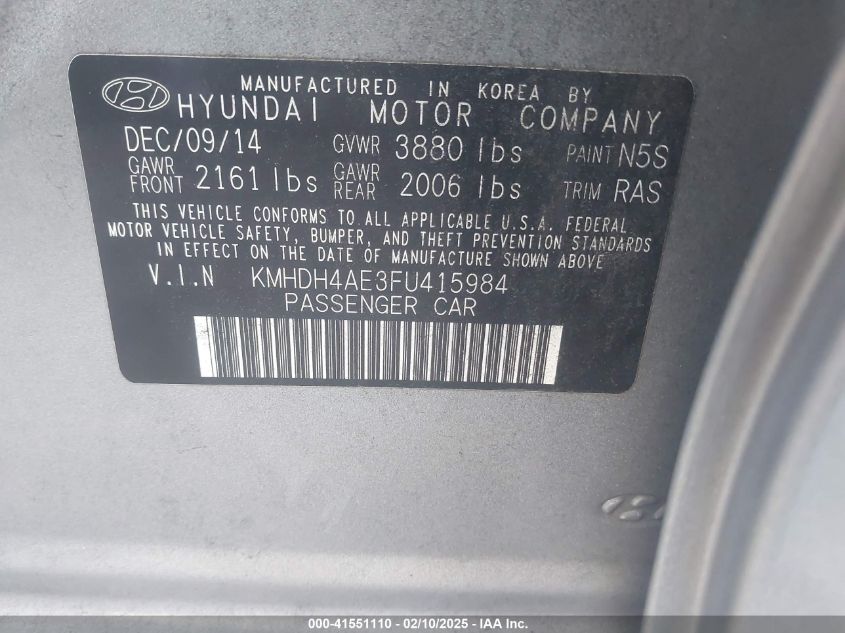 MANUFACTURED IN KOREA BY
HYUNDAI MOTOR COMPANY
DEC/09/14 GVWR 3880 lbs PAINT N5S
GAWR FRONT 2161 lbs GAWR REAR 2006 lbs TRIM RAS
THIS VEHICLE CONFORMS TO ALL APPLICABLE U.S.A. FEDERAL
MOTOR VEHICLE SAFETY, BUMPER, AND THEFT PREVENTION STANDARDS
IN EFFECT ON THE DATE OF MANUFACTURE SHOWN ABOVE
V.I.N KMHDH4AE3FU415984
PASSENGER CAR
000-41551110 - 02/10/2025 - IAA Inc.